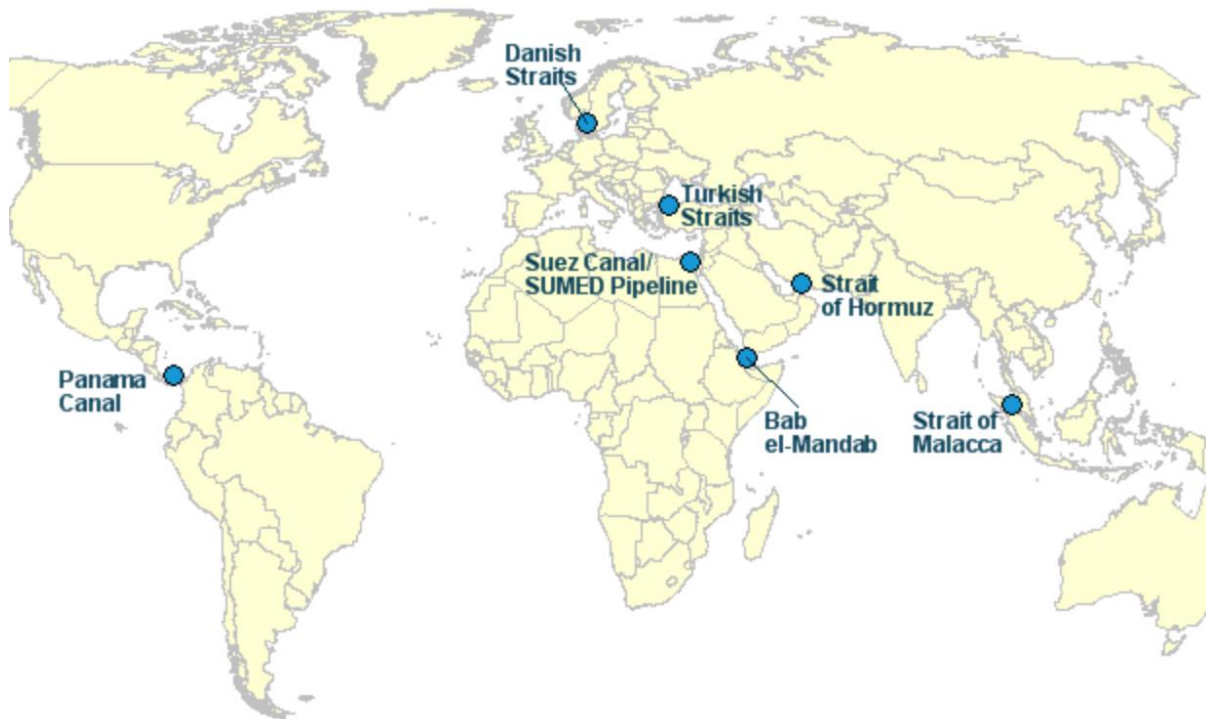 Danish
Straits
Turkish
Straits
Suez Canal/
SUMED Pipeline
Strait
of Hormuz
Panama
Canal
Bab
el-Mandab
Strait of
Malacca